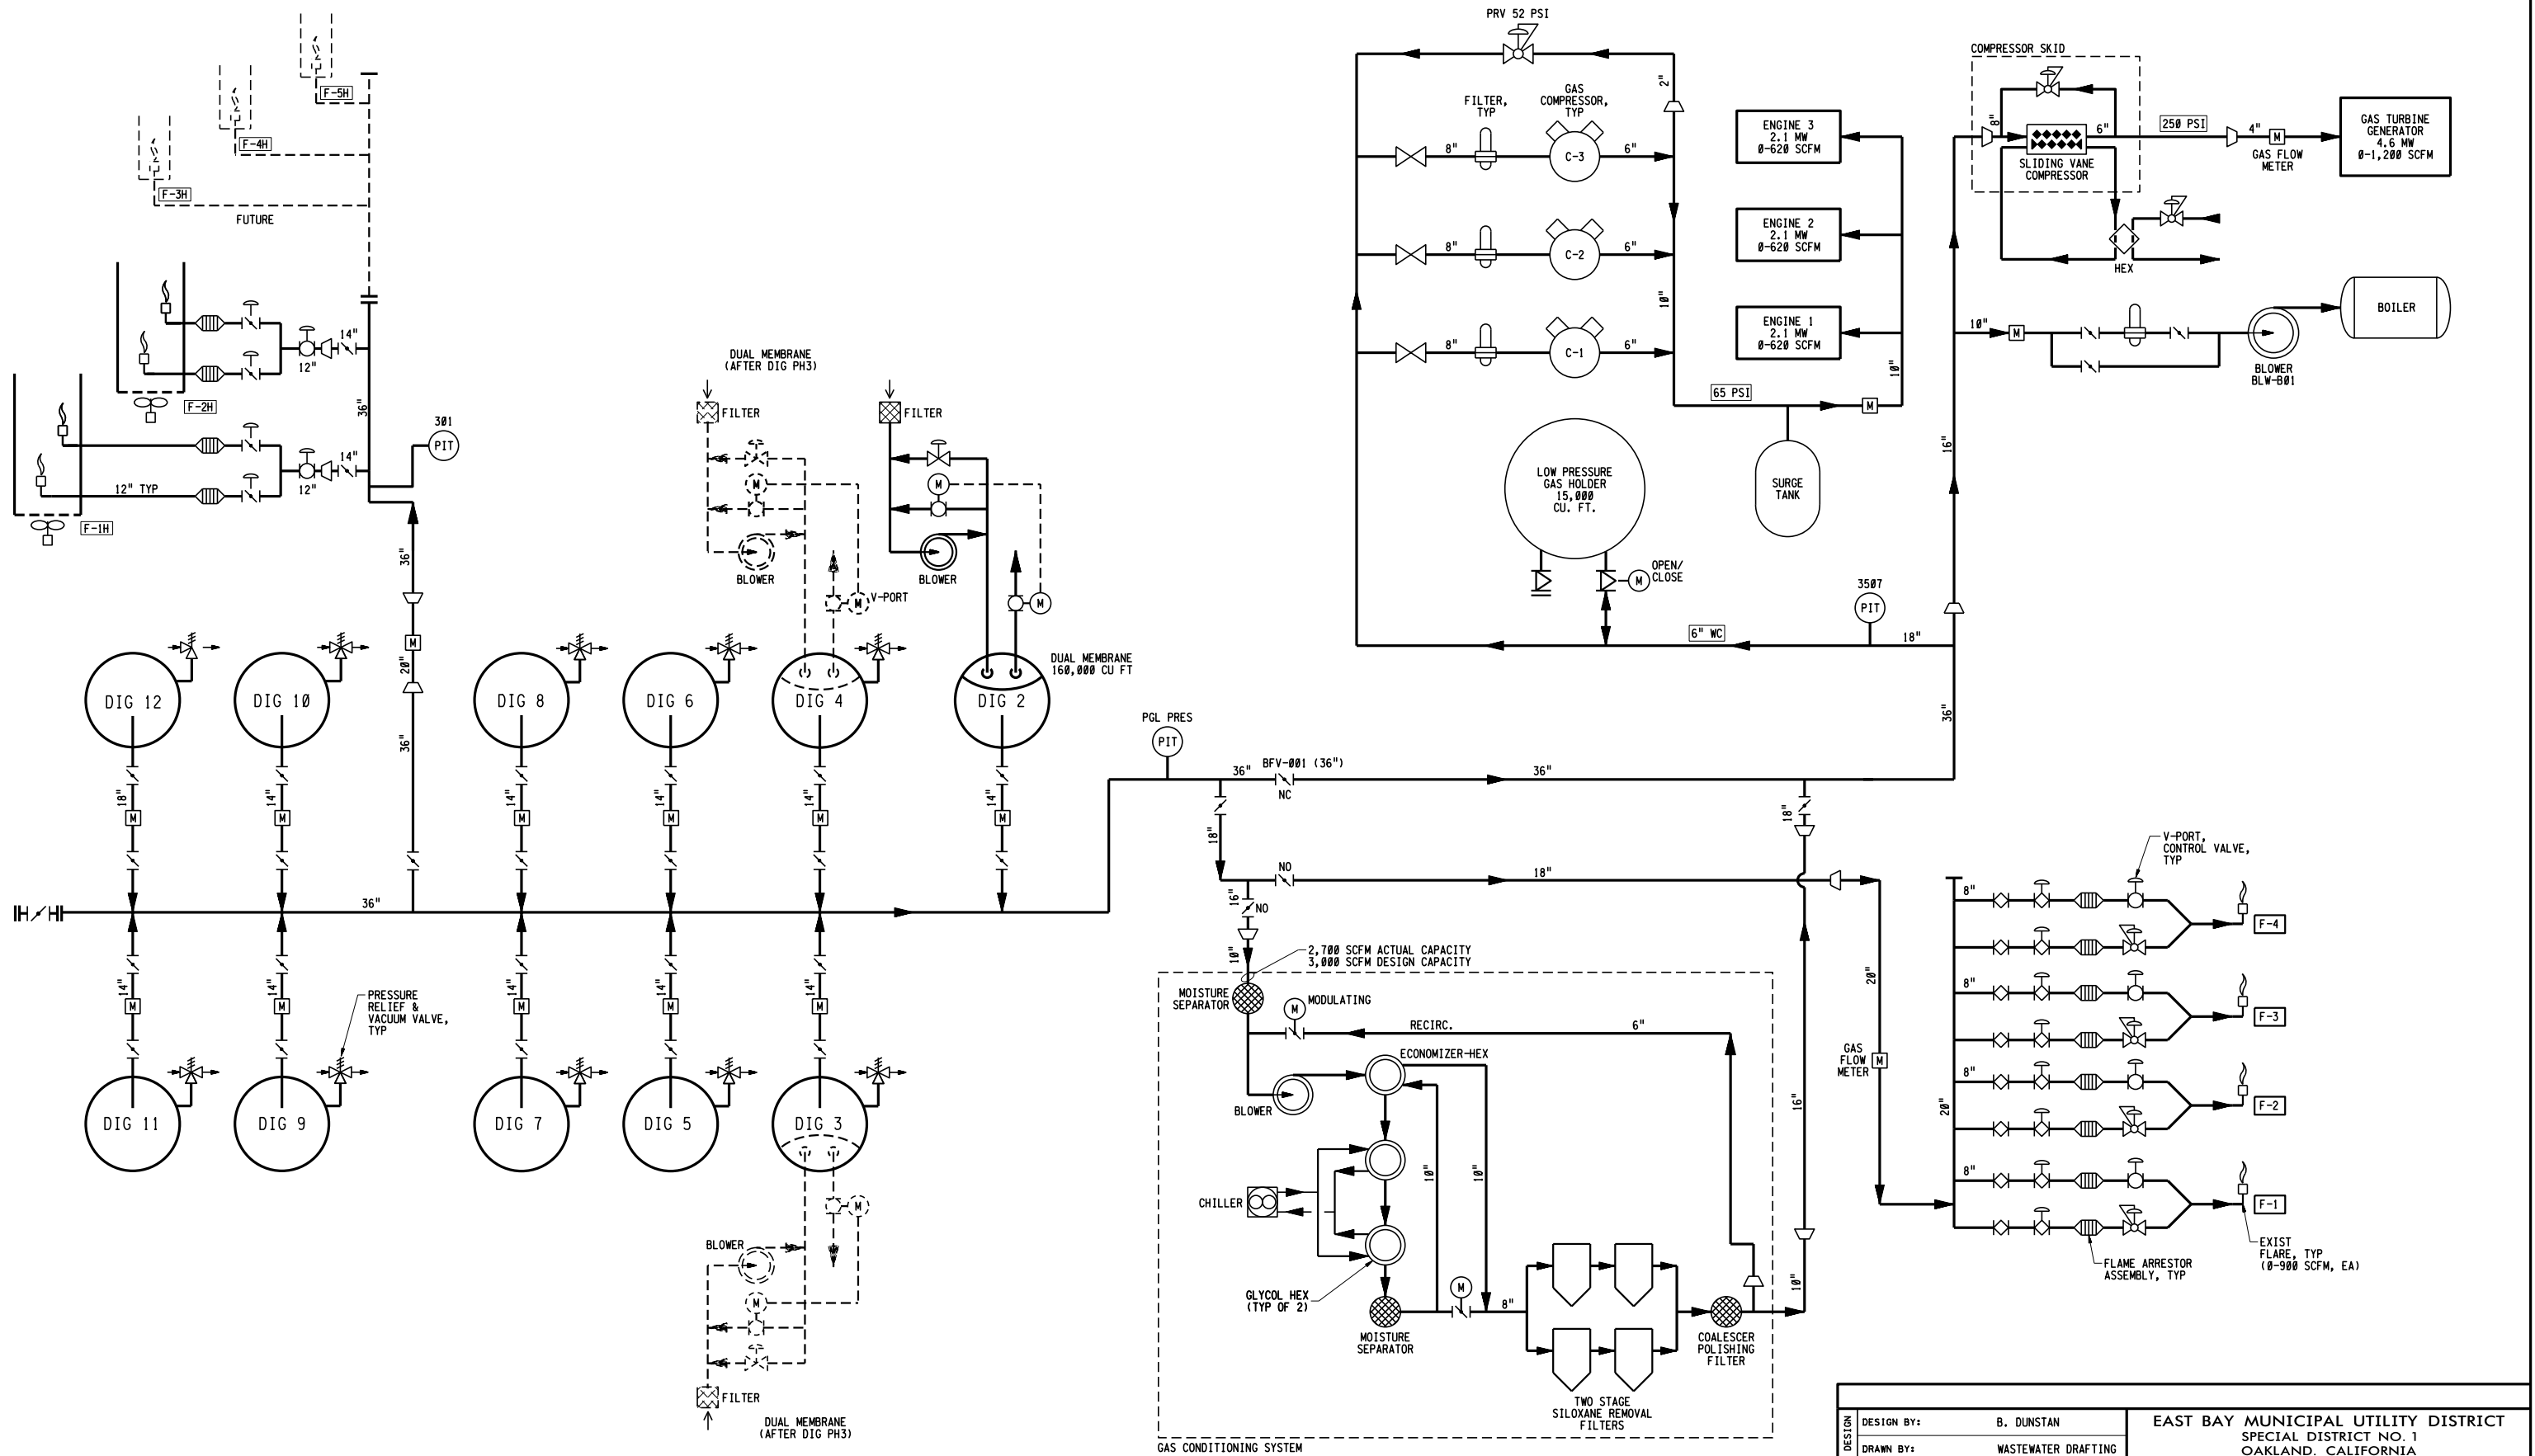 PRV 52 PSI
2"
FILTER,
TYP
GAS
COMPRESSOR,
TYP
8"
C-3
6"
8"
C-2
6"
8"
C-1
6"
10"
ENGINE 3
2.1 MW
0-620 SCFM
ENGINE 2
2.1 MW
0-620 SCFM
ENGINE 1
2.1 MW
0-620 SCFM
10"
65 PSI
M
SURGE
TANK
LOW PRESSURE
GAS HOLDER
15,000
CU. FT.
M
OPEN/
CLOSE
3507
PIT
6" WC
18"
COMPRESSOR SKID
8"
6"
SLIDING VANE
COMPRESSOR
250 PSI
4"
M
GAS FLOW
METER
GAS TURBINE
GENERATOR
4.6 MW
0-1,200 SCFM
HEX
10"
M
BLOWER
BLW-B01
BOILER
16"
36"
F-5H
F-4H
F-3H
FUTURE
14"
12"
F-2H
36"
14"
12"
12" TYP
F-1H
301
PIT
36"
M
20"
36"
DUAL MEMBRANE
(AFTER DIG PH3)
FILTER
M
BLOWER
M
V-PORT
FILTER
M
BLOWER
M
DUAL MEMBRANE
160,000 CU FT
DIG 12
DIG 10
DIG 8
DIG 6
DIG 4
DIG 2
18"
M
14"
M
14"
M
14"
M
14"
M
14"
M
36"
14"
M
14"
M
14"
M
14"
M
14"
M
PRESSURE
RELIEF &
VACUUM VALVE,
TYP
DIG 11
DIG 9
DIG 7
DIG 5
DIG 3
M
BLOWER
M
FILTER
DUAL MEMBRANE
(AFTER DIG PH3)
PGL PRES
PIT
36"
BFV-001 (36")
NC
36"
18"
18"
NO
18"
16"
NO
10"
2,700 SCFM ACTUAL CAPACITY
3,000 SCFM DESIGN CAPACITY
MOISTURE
SEPARATOR
M
MODULATING
RECIRC.
6"
ECONOMIZER-HEX
BLOWER
CHILLER
10"
10"
GLYCOL HEX
(TYP OF 2)
M
8"
MOISTURE
SEPARATOR
TWO STAGE
SILOXANE REMOVAL
FILTERS
COALESCER
POLISHING
FILTER
10"
16"
GAS CONDITIONING SYSTEM
20"
GAS
FLOW
METER
M
20"
V-PORT,
CONTROL VALVE,
TYP
8"
F-4
8"
F-3
8"
F-2
8"
F-1
FLAME ARRESTOR
ASSEMBLY, TYP
EXIST
FLARE, TYP
(0-900 SCFM, EA)
DESIGN
DESIGN BY: B. DUNSTAN
DRAWN BY: WASTEWATER DRAFTING
EAST BAY MUNICIPAL UTILITY DISTRICT
SPECIAL DISTRICT NO. 1
OAKLAND, CALIFORNIA